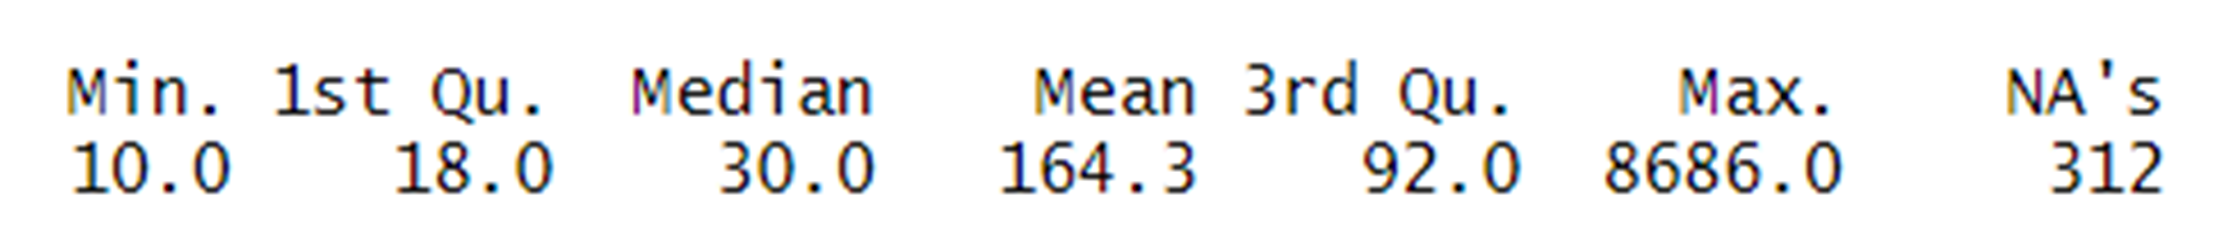 Min. 1st Qu. Median Mean 3rd Qu. Max. NA's
10.0 18.0 30.0 164.3 92.0 8686.0 312